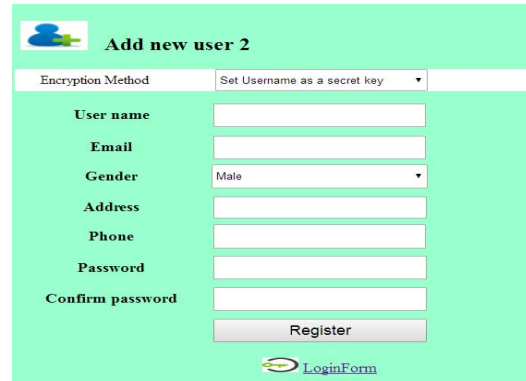 Add new user 2
Encryption Method Set Username as a secret key
User name
Email
Gender Male
Address
Phone
Password
Confirm password
Register
LoginForm